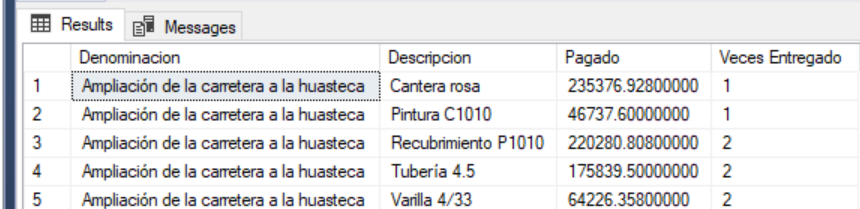 Results Messages
Denominacion Descripcion Pagado Veces Entregado
1 Ampliación de la carretera a la huasteca Cantera rosa 235376.92800000 1
2 Ampliación de la carretera a la huasteca Pintura C1010 46737.60000000 1
3 Ampliación de la carretera a la huasteca Recubrimiento P1010 220280.80800000 2
4 Ampliación de la carretera a la huasteca Tubería 4.5 175839.50000000 2
5 Ampliación de la carretera a la huasteca Varilla 4/33 64226.35800000 2